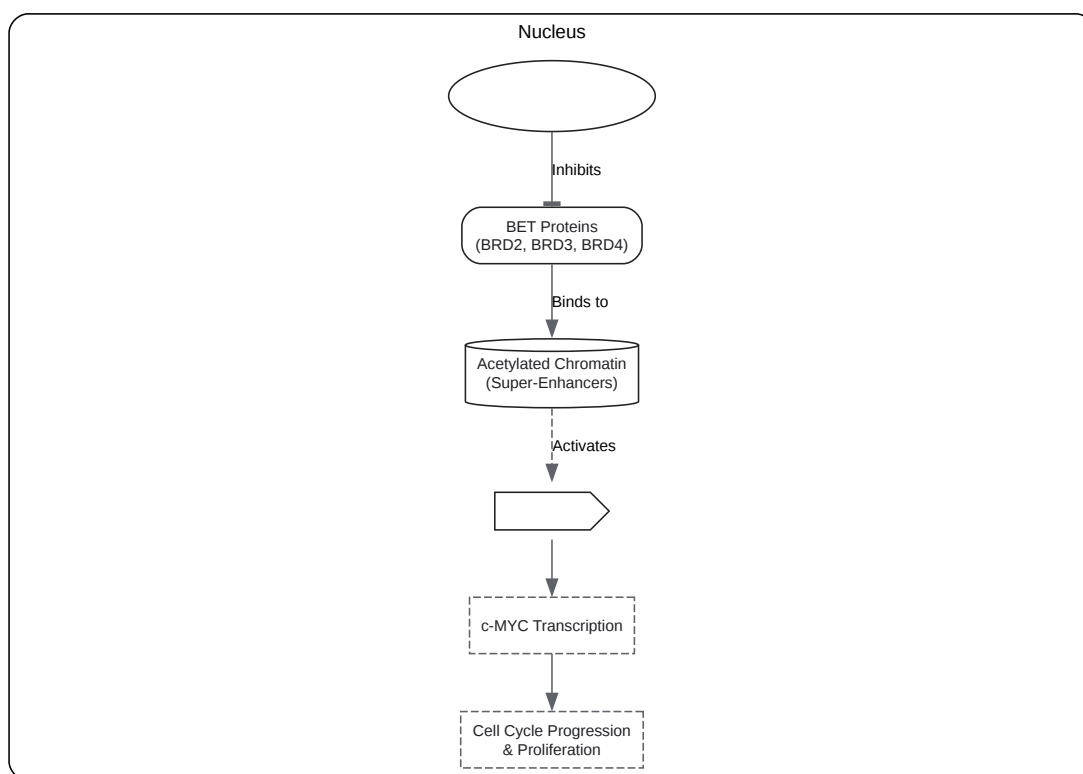 Nucleus
Inhibits
BET Proteins
(BRD2, BRD3, BRD4)
Binds to
Acetylated Chromatin
(Super-Enhancers)
Activates
c-MYC Transcription
Cell Cycle Progression
& Proliferation